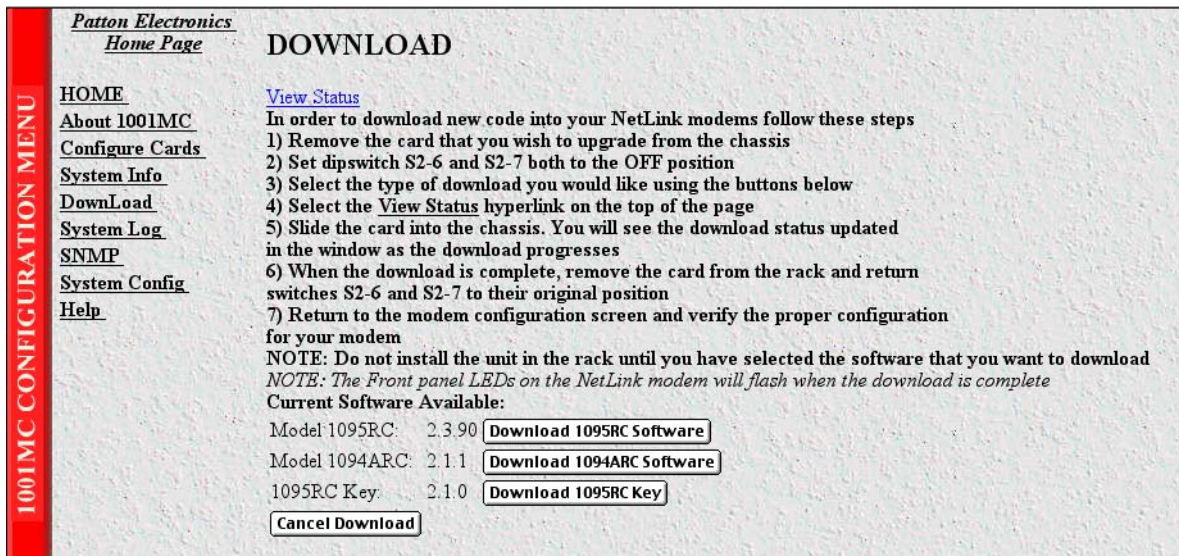 1001MC CONFIGURATION MENU
Patton Electronics
Home Page
HOME
About 1001MC
Configure Cards
System Info
DownLoad
System Log
SNMP
System Config
Help
DOWNLOAD
View Status
In order to download new code into your NetLink modems follow these steps
1) Remove the card that you wish to upgrade from the chassis
2) Set dipswitch S2-6 and S2-7 both to the OFF position
3) Select the type of download you would like using the buttons below
4) Select the View Status hyperlink on the top of the page
5) Slide the card into the chassis. You will see the download status updated
in the window as the download progresses
6) When the download is complete, remove the card from the rack and return
switches S2-6 and S2-7 to their original position
7) Return to the modem configuration screen and verify the proper configuration
for your modem
NOTE: Do not install the unit in the rack until you have selected the software that you want to download
NOTE: The Front panel LEDs on the NetLink modem will flash when the download is complete
Current Software Available:
Model 1095RC: 2.3.90 Download 1095RC Software
Model 1094ARC: 2.1.1 Download 1094ARC Software
1095RC Key: 2.1.0 Download 1095RC Key
Cancel Download